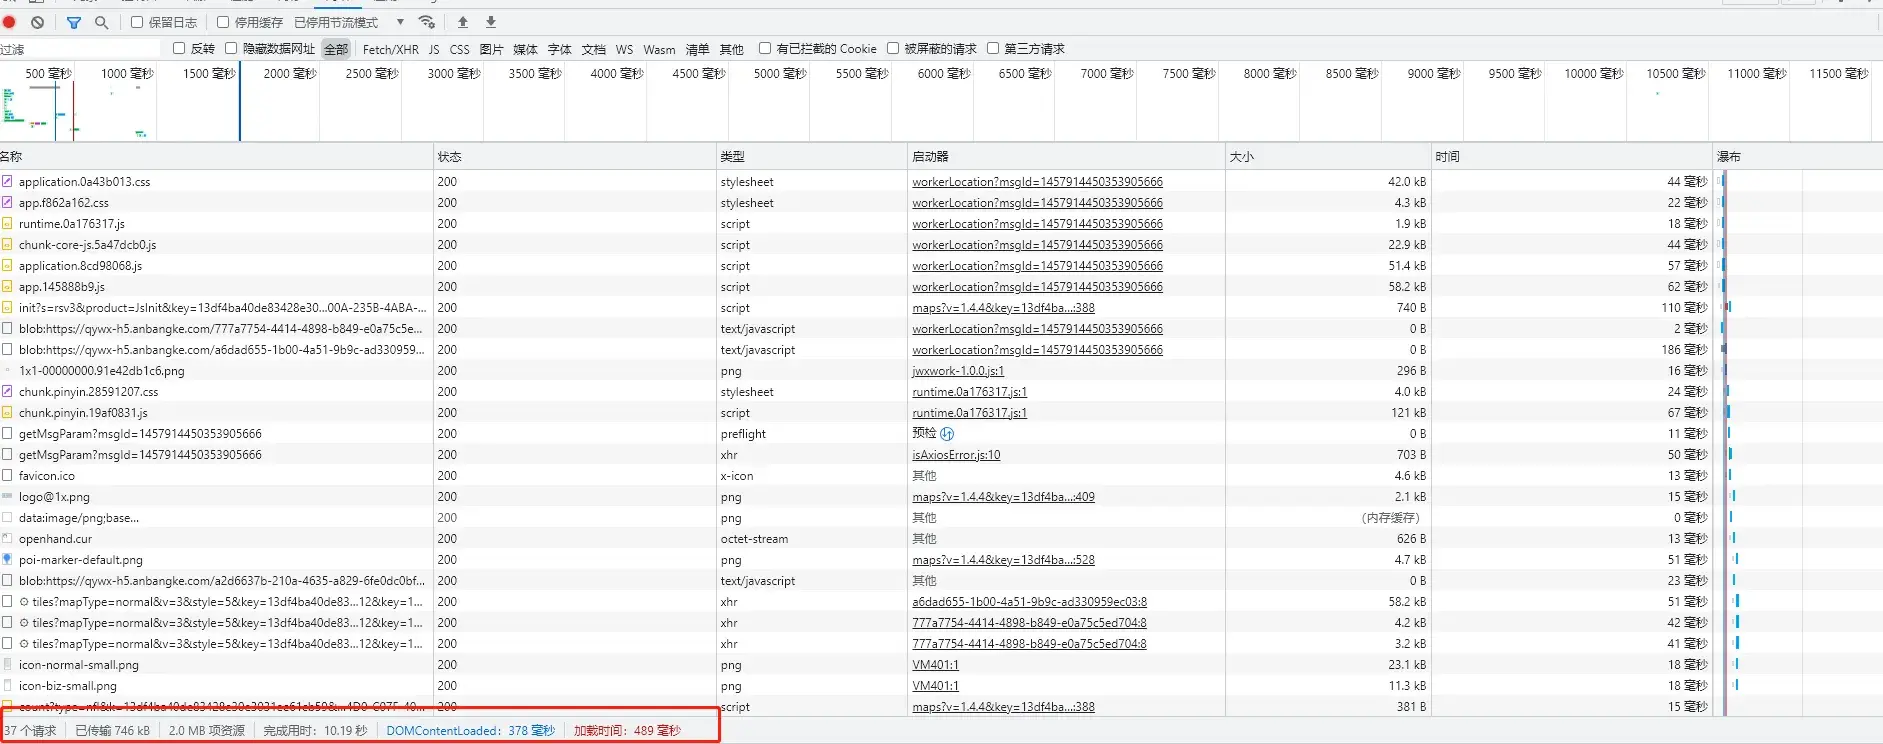 保留日志 停用缓存 已停用节流模式
过滤 反转 隐藏数据网址 全部 Fetch/XHR JS CSS 图片 媒体 字体 文档 WS Wasm 清单 其他 有已拦截的 Cookie 被屏蔽的请求 第三方请求
500 毫秒 1000 毫秒 1500 毫秒 2000 毫秒 2500 毫秒 3000 毫秒 3500 毫秒 4000 毫秒 4500 毫秒 5000 毫秒 5500 毫秒 6000 毫秒 6500 毫秒 7000 毫秒 7500 毫秒 8000 毫秒 8500 毫秒 9000 毫秒 9500 毫秒 10000 毫秒 10500 毫秒 11000 毫秒 11500 毫秒
名称 状态 类型 启动器 大小 时间 瀑布
application.0a43b013.css 200 stylesheet workerLocation?msgId=1457914450353905666 42.0 kB 44 毫秒
app.f862a162.css 200 stylesheet workerLocation?msgId=1457914450353905666 4.3 kB 22 毫秒
runtime.0a176317.js 200 script workerLocation?msgId=1457914450353905666 1.9 kB 18 毫秒
chunk-core-js.5a47dcb0.js 200 script workerLocation?msgId=1457914450353905666 22.9 kB 44 毫秒
application.8cd98068.js 200 script workerLocation?msgId=1457914450353905666 51.4 kB 57 毫秒
app.145888b9.js 200 script workerLocation?msgId=1457914450353905666 58.2 kB 62 毫秒
init?s=rsv3&product=JsInit&key=13df4ba40de83428e30...00A-235B-4ABA-... 200 script maps?v=1.4.4&key=13df4ba...:388 740 B 110 毫秒
blob:https://qywx-h5.anbangke.com/777a7754-4414-4898-b849-e0a75c5e... 200 text/javascript workerLocation?msgId=1457914450353905666 0 B 2 毫秒
blob:https://qywx-h5.anbangke.com/a6dad655-1b00-4a51-9b9c-ad330959... 200 text/javascript workerLocation?msgId=1457914450353905666 0 B 186 毫秒
1x1-00000000.91e42db1c6.png 200 png jwxwork-1.0.0.js:1 296 B 16 毫秒
chunk.pinyin.28591207.css 200 stylesheet runtime.0a176317.js:1 4.0 kB 24 毫秒
chunk.pinyin.19af0831.js 200 script runtime.0a176317.js:1 121 kB 67 毫秒
getMsgParam?msgId=1457914450353905666 200 preflight 预检 0 B 11 毫秒
getMsgParam?msgId=1457914450353905666 200 xhr isAxiosError.js:10 703 B 50 毫秒
favicon.ico 200 x-icon 其他 4.6 kB 13 毫秒
logo@1x.png 200 png maps?v=1.4.4&key=13df4ba...:409 2.1 kB 15 毫秒
data:image/png;base... 200 png 其他 (内存缓存) 0 毫秒
openhand.cur 200 octet-stream 其他 626 B 13 毫秒
poi-marker-default.png 200 png maps?v=1.4.4&key=13df4ba...:528 4.7 kB 51 毫秒
blob:https://qywx-h5.anbangke.com/a2d6637b-210a-4635-a829-6fe0dc0bf... 200 text/javascript 其他 0 B 23 毫秒
tiles?mapType=normal&v=3&style=5&key=13df4ba40de83...12&key=1... 200 xhr a6dad655-1b00-4a51-9b9c-ad330959ec03:8 58.2 kB 51 毫秒
tiles?mapType=normal&v=3&style=5&key=13df4ba40de83...12&key=1... 200 xhr 777a7754-4414-4898-b849-e0a75c5ed704:8 4.2 kB 42 毫秒
tiles?mapType=normal&v=3&style=5&key=13df4ba40de83...12&key=1... 200 xhr 777a7754-4414-4898-b849-e0a75c5ed704:8 3.2 kB 41 毫秒
icon-normal-small.png 200 png VM401:1 23.1 kB 18 毫秒
icon-biz-small.png 200 png VM401:1 11.3 kB 18 毫秒
200 script maps?v=1.4.4&key=13df4ba...:388 381 B 15 毫秒
37 个请求 已传输 746 kB 2.0 MB 项资源 完成用时: 10.19 秒 DOMContentLoaded: 378 毫秒 加载时间: 489 毫秒